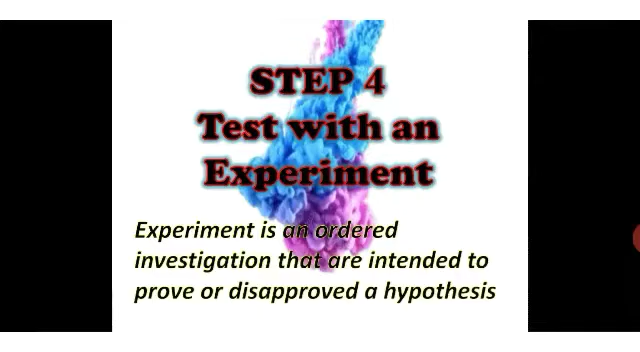 STEP 4
Test with an
Experiment
Experiment is an ordered
investigation that are intended to
prove or disapproved a hypothesis